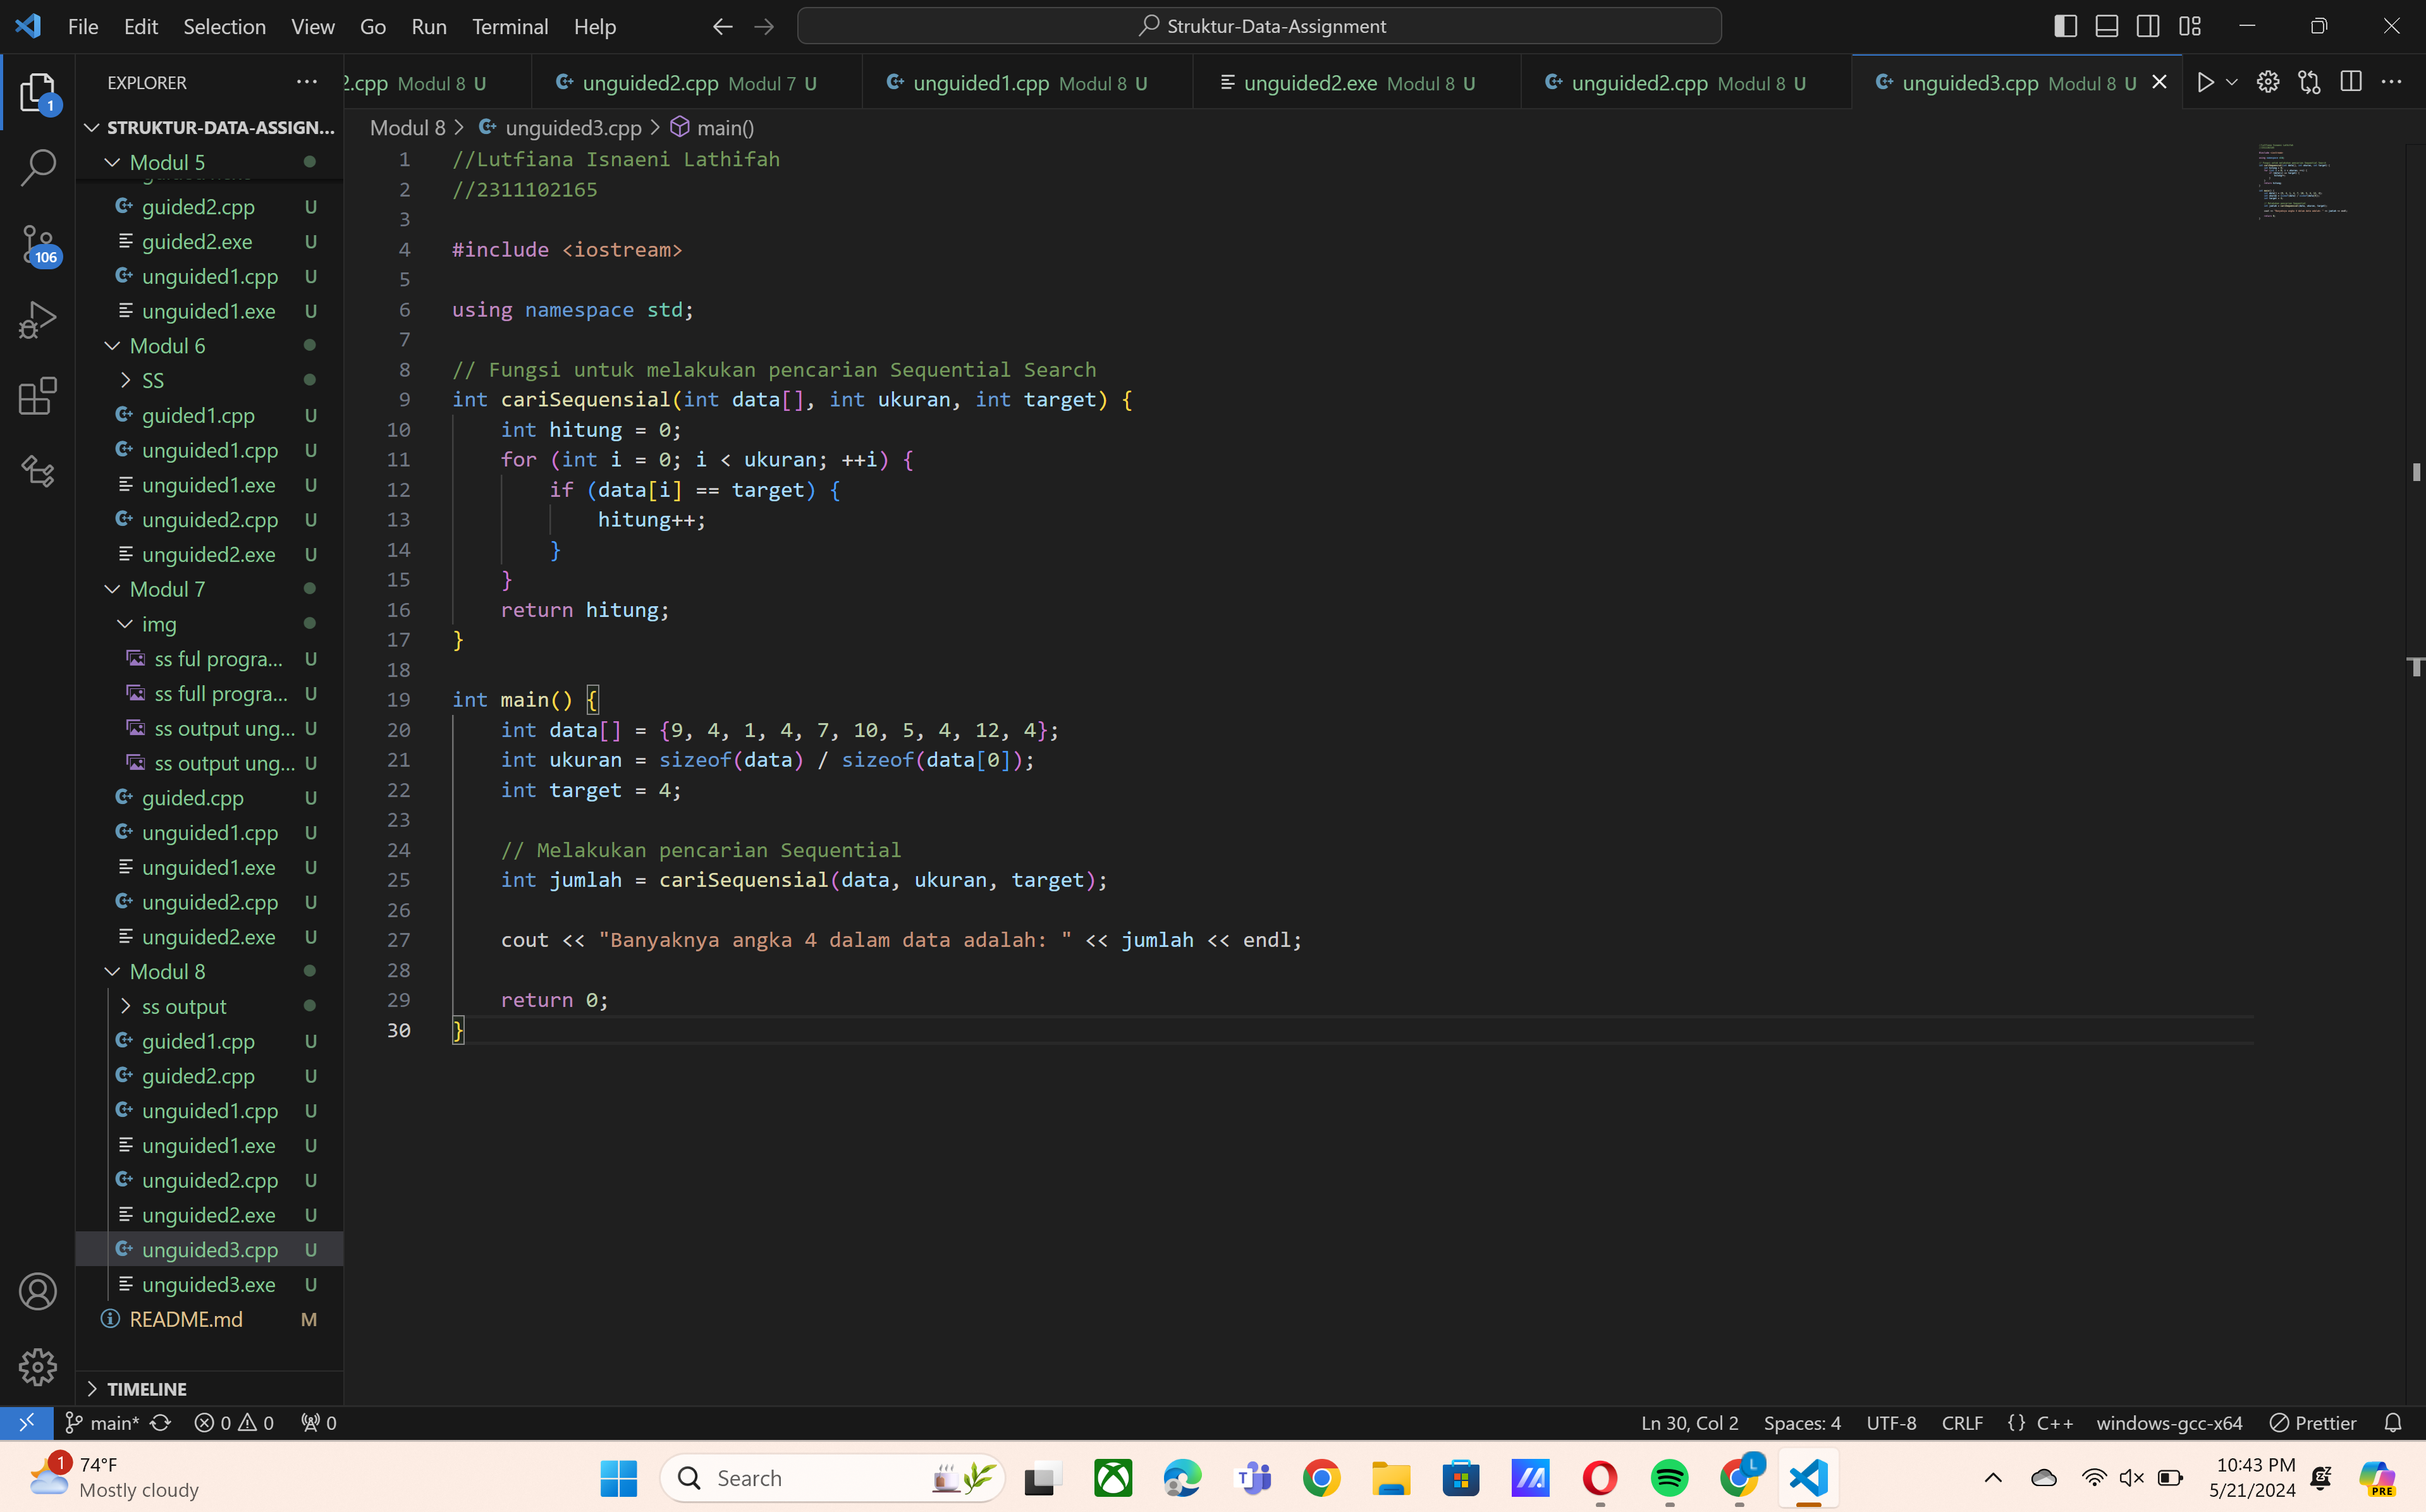 File Edit Selection View Go Run Terminal Help
Struktur-Data-Assignment
EXPLORER
2.cpp Modul 8 U
unguided2.cpp Modul 7 U
unguided1.cpp Modul 8 U
unguided2.exe Modul 8 U
unguided2.cpp Modul 8 U
unguided3.cpp Modul 8 U
1
106
STRUKTUR-DATA-ASSIGN...
Modul 5
guided2.cpp U
guided2.exe U
unguided1.cpp U
unguided1.exe U
Modul 6
SS
guided1.cpp U
unguided1.cpp U
unguided1.exe U
unguided2.cpp U
unguided2.exe U
Modul 7
img
ss ful progra... U
ss full progra... U
ss output ung... U
ss output ung... U
guided.cpp U
unguided1.cpp U
unguided1.exe U
unguided2.cpp U
unguided2.exe U
Modul 8
ss output
guided1.cpp U
guided2.cpp U
unguided1.cpp U
unguided1.exe U
unguided2.cpp U
unguided2.exe U
unguided3.cpp U
unguided3.exe U
README.md M
TIMELINE
Modul 8 > unguided3.cpp > main()
1 //Lutfiana Isnaeni Lathifah
2 //2311102165
3
4 #include <iostream>
5
6 using namespace std;
7
8 // Fungsi untuk melakukan pencarian Sequential Search
9 int cariSequensial(int data[], int ukuran, int target) {
10 int hitung = 0;
11 for (int i = 0; i < ukuran; ++i) {
12 if (data[i] == target) {
13 hitung++;
14 }
15 }
16 return hitung;
17 }
18
19 int main() {
20 int data[] = {9, 4, 1, 4, 7, 10, 5, 4, 12, 4};
21 int ukuran = sizeof(data) / sizeof(data[0]);
22 int target = 4;
23
24 // Melakukan pencarian Sequential
25 int jumlah = cariSequensial(data, ukuran, target);
26
27 cout << "Banyaknya angka 4 dalam data adalah: " << jumlah << endl;
28
29 return 0;
30 }
main* 0 0 0
Ln 30, Col 2 Spaces: 4 UTF-8 CRLF {} C++ windows-gcc-x64 Prettier
1
74°F
Mostly cloudy
Search
L
10:43 PM
5/21/2024
PRE